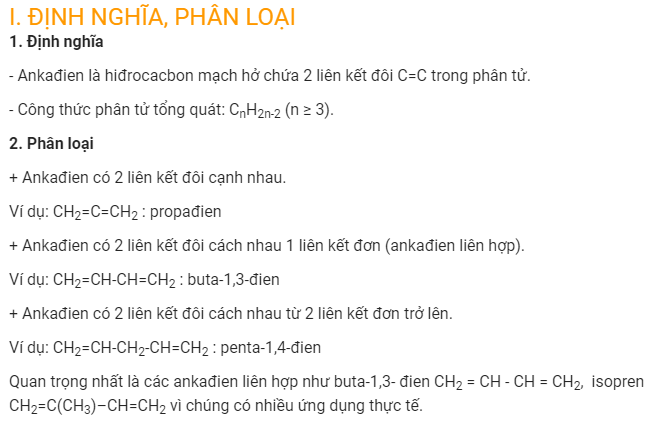 I. ĐỊNH NGHĨA, PHÂN LOẠI
1. Định nghĩa
- Ankađien là hiđrocacbon mạch hở chứa 2 liên kết đôi C=C trong phân tử.
- Công thức phân tử tổng quát: CₙH₂ₙ₋₂ (n ≥ 3).
2. Phân loại
+ Ankađien có 2 liên kết đôi cạnh nhau.
Ví dụ: CH₂=C=CH₂ : propađien
+ Ankađien có 2 liên kết đôi cách nhau 1 liên kết đơn (ankađien liên hợp).
Ví dụ: CH₂=CH-CH=CH₂ : buta-1,3-đien
+ Ankađien có 2 liên kết đôi cách nhau từ 2 liên kết đơn trở lên.
Ví dụ: CH₂=CH-CH₂-CH=CH₂ : penta-1,4-đien
Quan trọng nhất là các ankađien liên hợp như buta-1,3- đien CH₂ = CH - CH = CH₂, isopren
CH₂=C(CH₃)–CH=CH₂ vì chúng có nhiều ứng dụng thực tế.